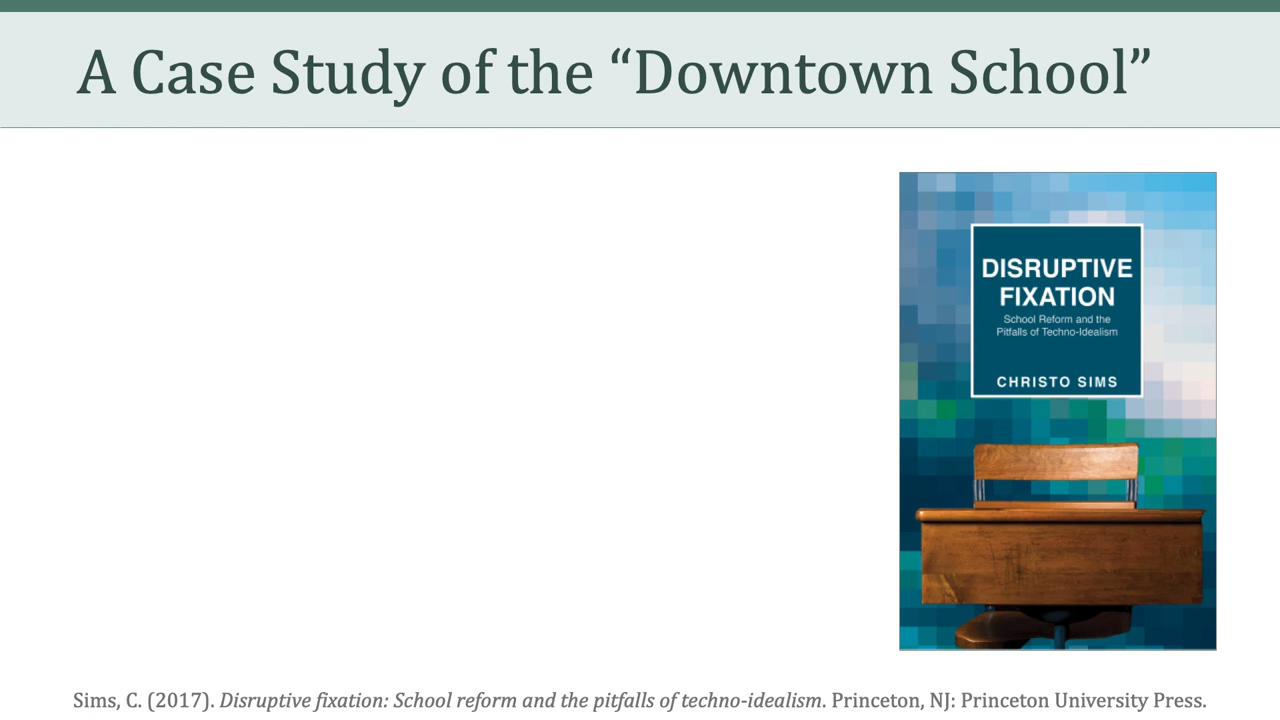 A Case Study of the “Downtown School”
DISRUPTIVE
FIXATION
School Reform and the
Pitfalls of Techno-Idealism
CHRISTO SIMS
Sims, C. (2017). Disruptive fixation: School reform and the pitfalls of techno-idealism. Princeton, NJ: Princeton University Press.